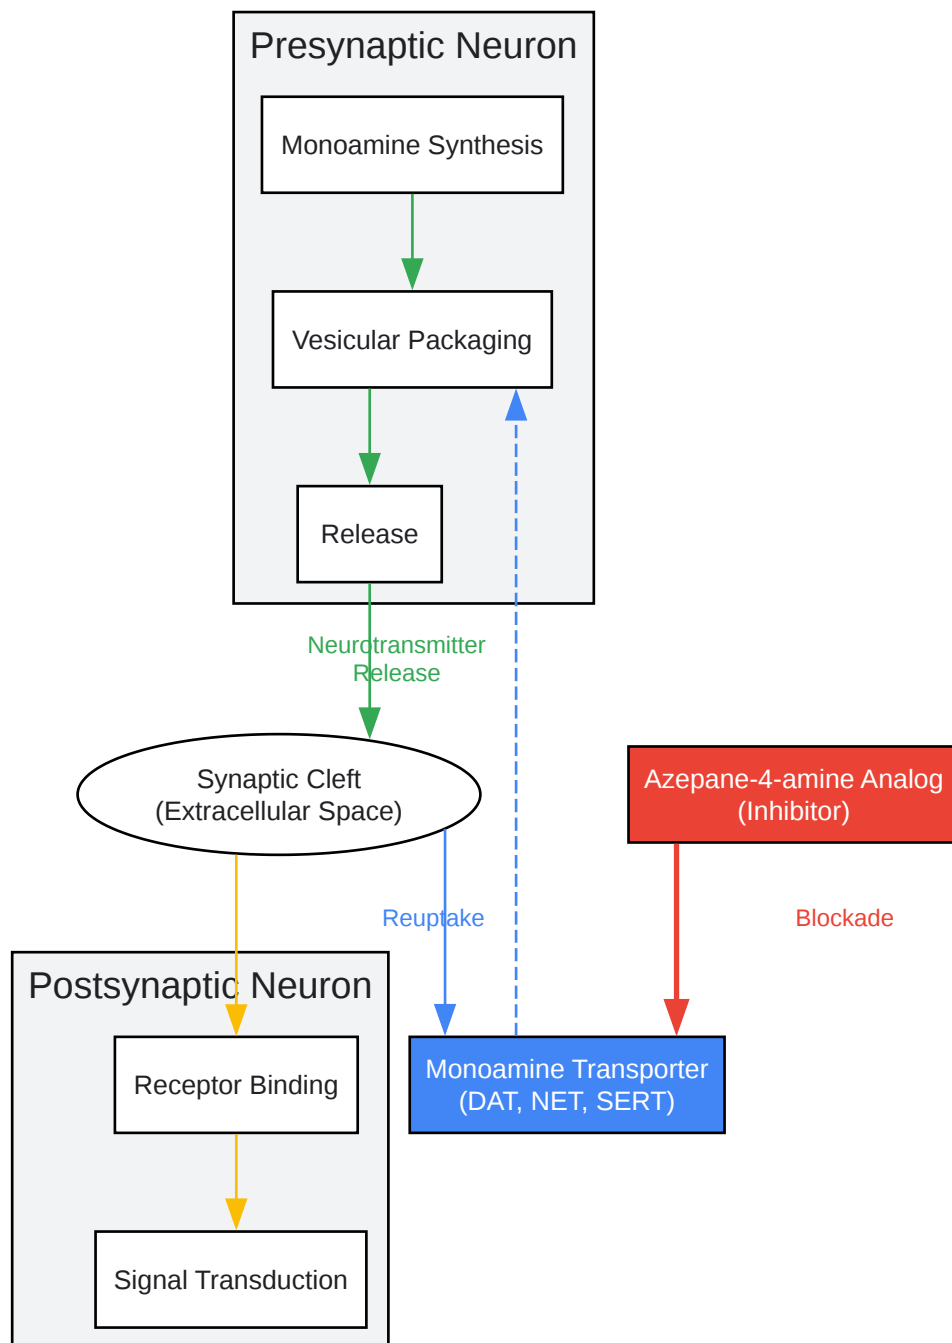 Presynaptic Neuron
Monoamine Synthesis
Vesicular Packaging
Release
Neurotransmitter
Release
Synaptic Cleft
(Extracellular Space)
Azepane-4-amine Analog
(Inhibitor)
Reuptake
Blockade
Postsynaptic Neuron
Monoamine Transporter
(DAT, NET, SERT)
Receptor Binding
Signal Transduction